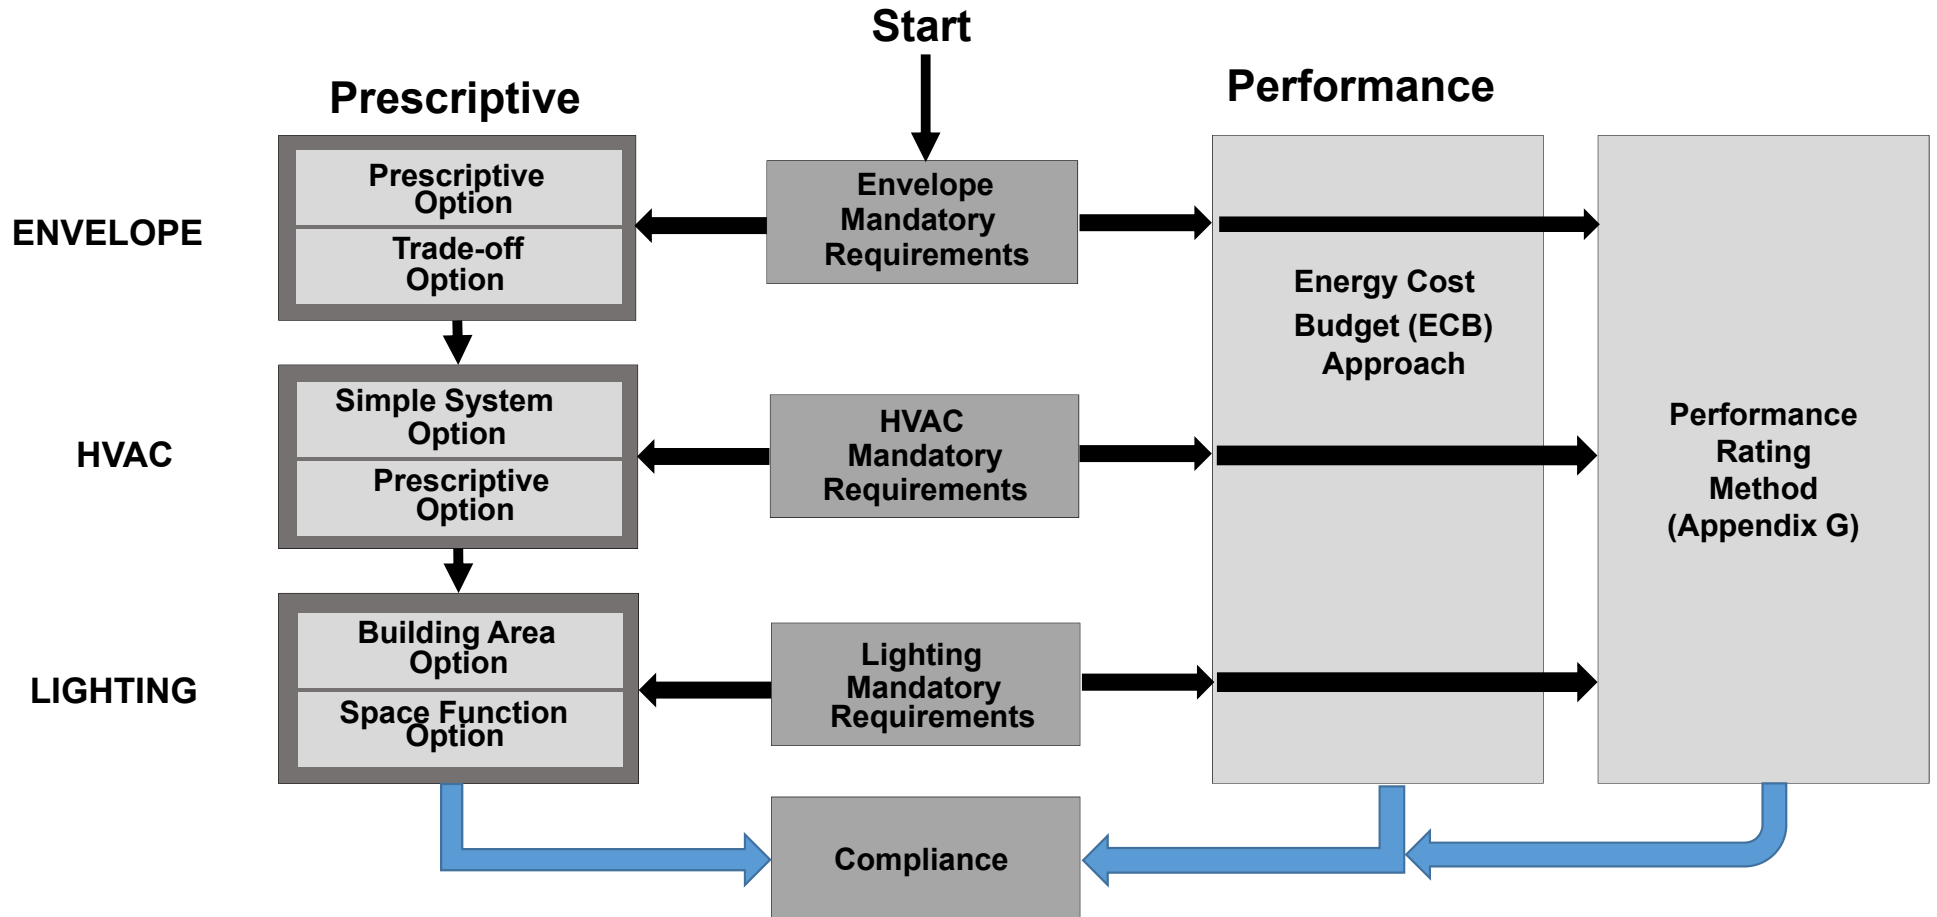 Start
Prescriptive
Performance
ENVELOPE
Prescriptive
Option
Trade-off
Option
Envelope
Mandatory
Requirements
Energy Cost
Budget (ECB)
Approach
HVAC
Simple System
Option
Prescriptive
Option
HVAC
Mandatory
Requirements
Performance
Rating
Method
(Appendix G)
LIGHTING
Building Area
Option
Space Function
Option
Lighting
Mandatory
Requirements
Compliance